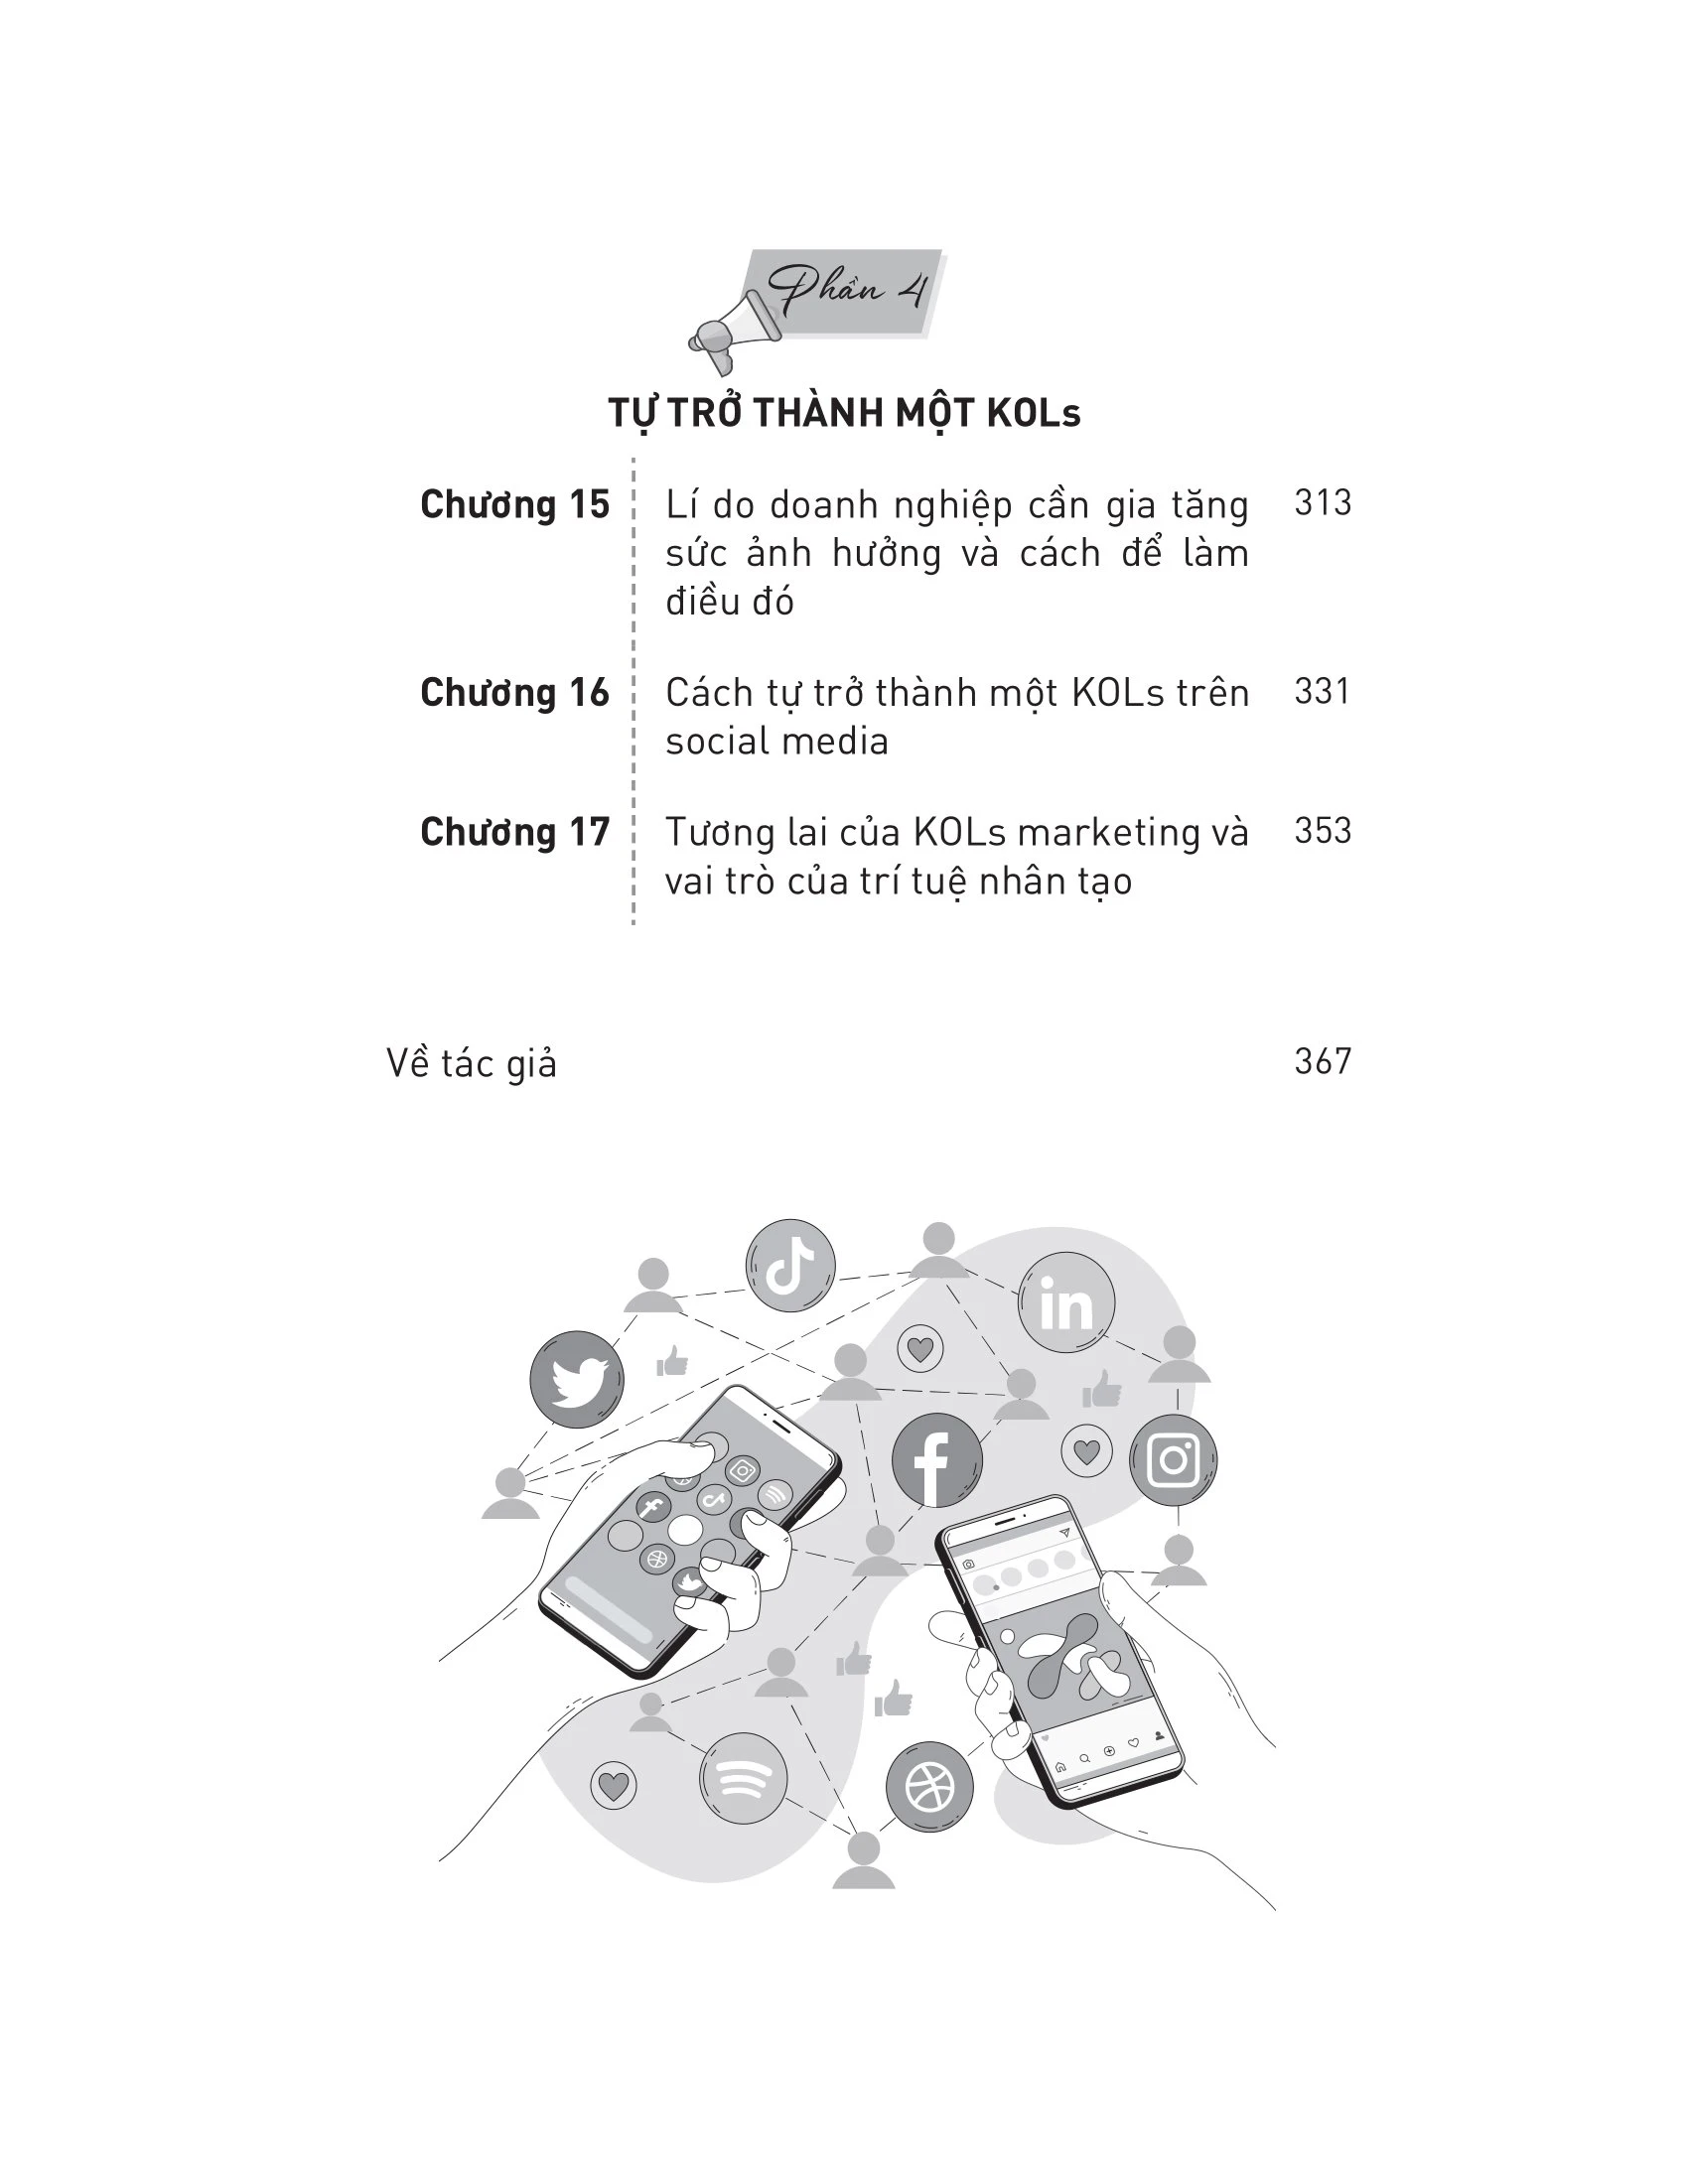 Phần 4
TỰ TRỞ THÀNH MỘT KOLs
Chương 15
Lí do doanh nghiệp cần gia tăng 313
sức ảnh hưởng và cách để làm
điều đó
Chương 16
Cách tự trở thành một KOLs trên 331
social media
Chương 17
Tương lai của KOLs marketing và 353
vai trò của trí tuệ nhân tạo
Về tác giả 367
in